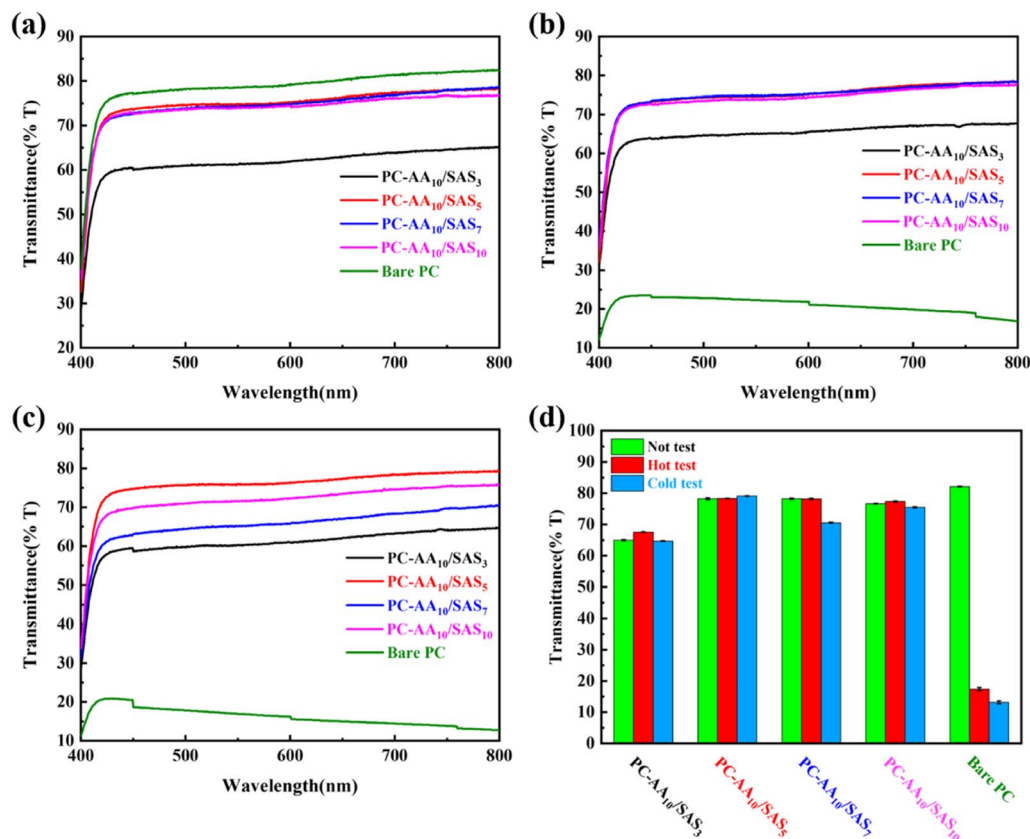 (a)
90
80
70
60
50
40
30
20
Transmittance(% T)
PC-AA₁₀/SAS₃
PC-AA₁₀/SAS₅
PC-AA₁₀/SAS₇
PC-AA₁₀/SAS₁₀
Bare PC
400 500 600 700 800
Wavelength(nm)
(b)
90
80
70
60
50
40
30
20
10
Transmittance(% T)
PC-AA₁₀/SAS₃
PC-AA₁₀/SAS₅
PC-AA₁₀/SAS₇
PC-AA₁₀/SAS₁₀
Bare PC
400 500 600 700 800
Wavelength(nm)
(c)
90
80
70
60
50
40
30
20
10
Transmittance(% T)
PC-AA₁₀/SAS₃
PC-AA₁₀/SAS₅
PC-AA₁₀/SAS₇
PC-AA₁₀/SAS₁₀
Bare PC
400 500 600 700 800
Wavelength(nm)
(d)
100
90
80
70
60
50
40
30
20
10
0
Transmittance(% T)
Not test
Hot test
Cold test
PC-AA₁₀/SAS₃
PC-AA₁₀/SAS₅
PC-AA₁₀/SAS₇
PC-AA₁₀/SAS₁₀
Bare PC